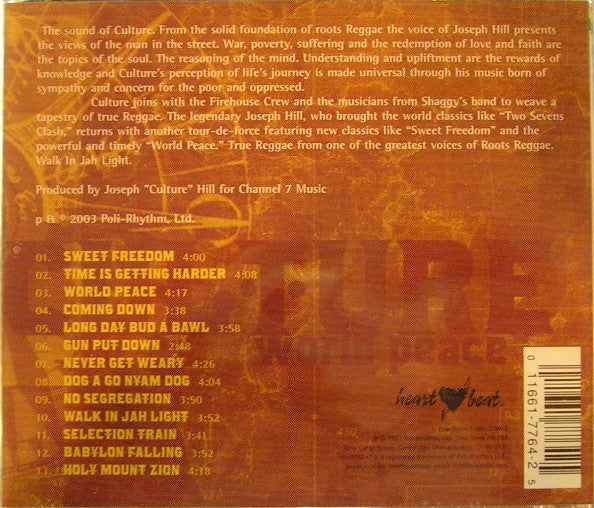 The sound of Culture. From the solid foundation of roots Reggae the voice of Joseph Hill presents
the views of the man in the street. War, poverty, suffering and the redemption of love and faith are
the topics of the soul. The reasoning of the mind. Understanding and upliftment are the rewards of
knowledge and Culture's perception of life's journey is made universal through his music born of
sympathy and concern for the poor and oppressed.
Culture joins with the Firehouse Crew and the musicians from Shaggy's band to weave a
tapestry of true Reggae. The legendary Joseph Hill, who brought the world classics like "Two Sevens
Clash," returns with another tour-de-force featuring new classics like "Sweet Freedom" and the
powerful and timely "World Peace." True Reggae from one of the greatest voices of Roots Reggae.
Walk In Jah Light.
Produced by Joseph "Culture" Hill for Channel 7 Music
p & © 2003 Poli-Rhythm, Ltd.
01. SWEET FREEDOM 4:00
02. TIME IS GETTING HARDER 4:08
03. WORLD PEACE 4:17
04. COMING DOWN 3:38
05. LONG DAY BUD A BAWL 3:58
06. GUN PUT DOWN 2:48
07. NEVER GET WEARY 4:26
08. DOG A GO NYAM DOG 4:04
09. NO SEGREGATION 3:50
10. WALK IN JAH LIGHT 3:52
11. SELECTION TRAIN 3:41
12. BABYLON FALLING 3:52
13. HOLY MOUNT ZION 4:18
TURE
world peace
heart beat
0 11661-7764-2 5